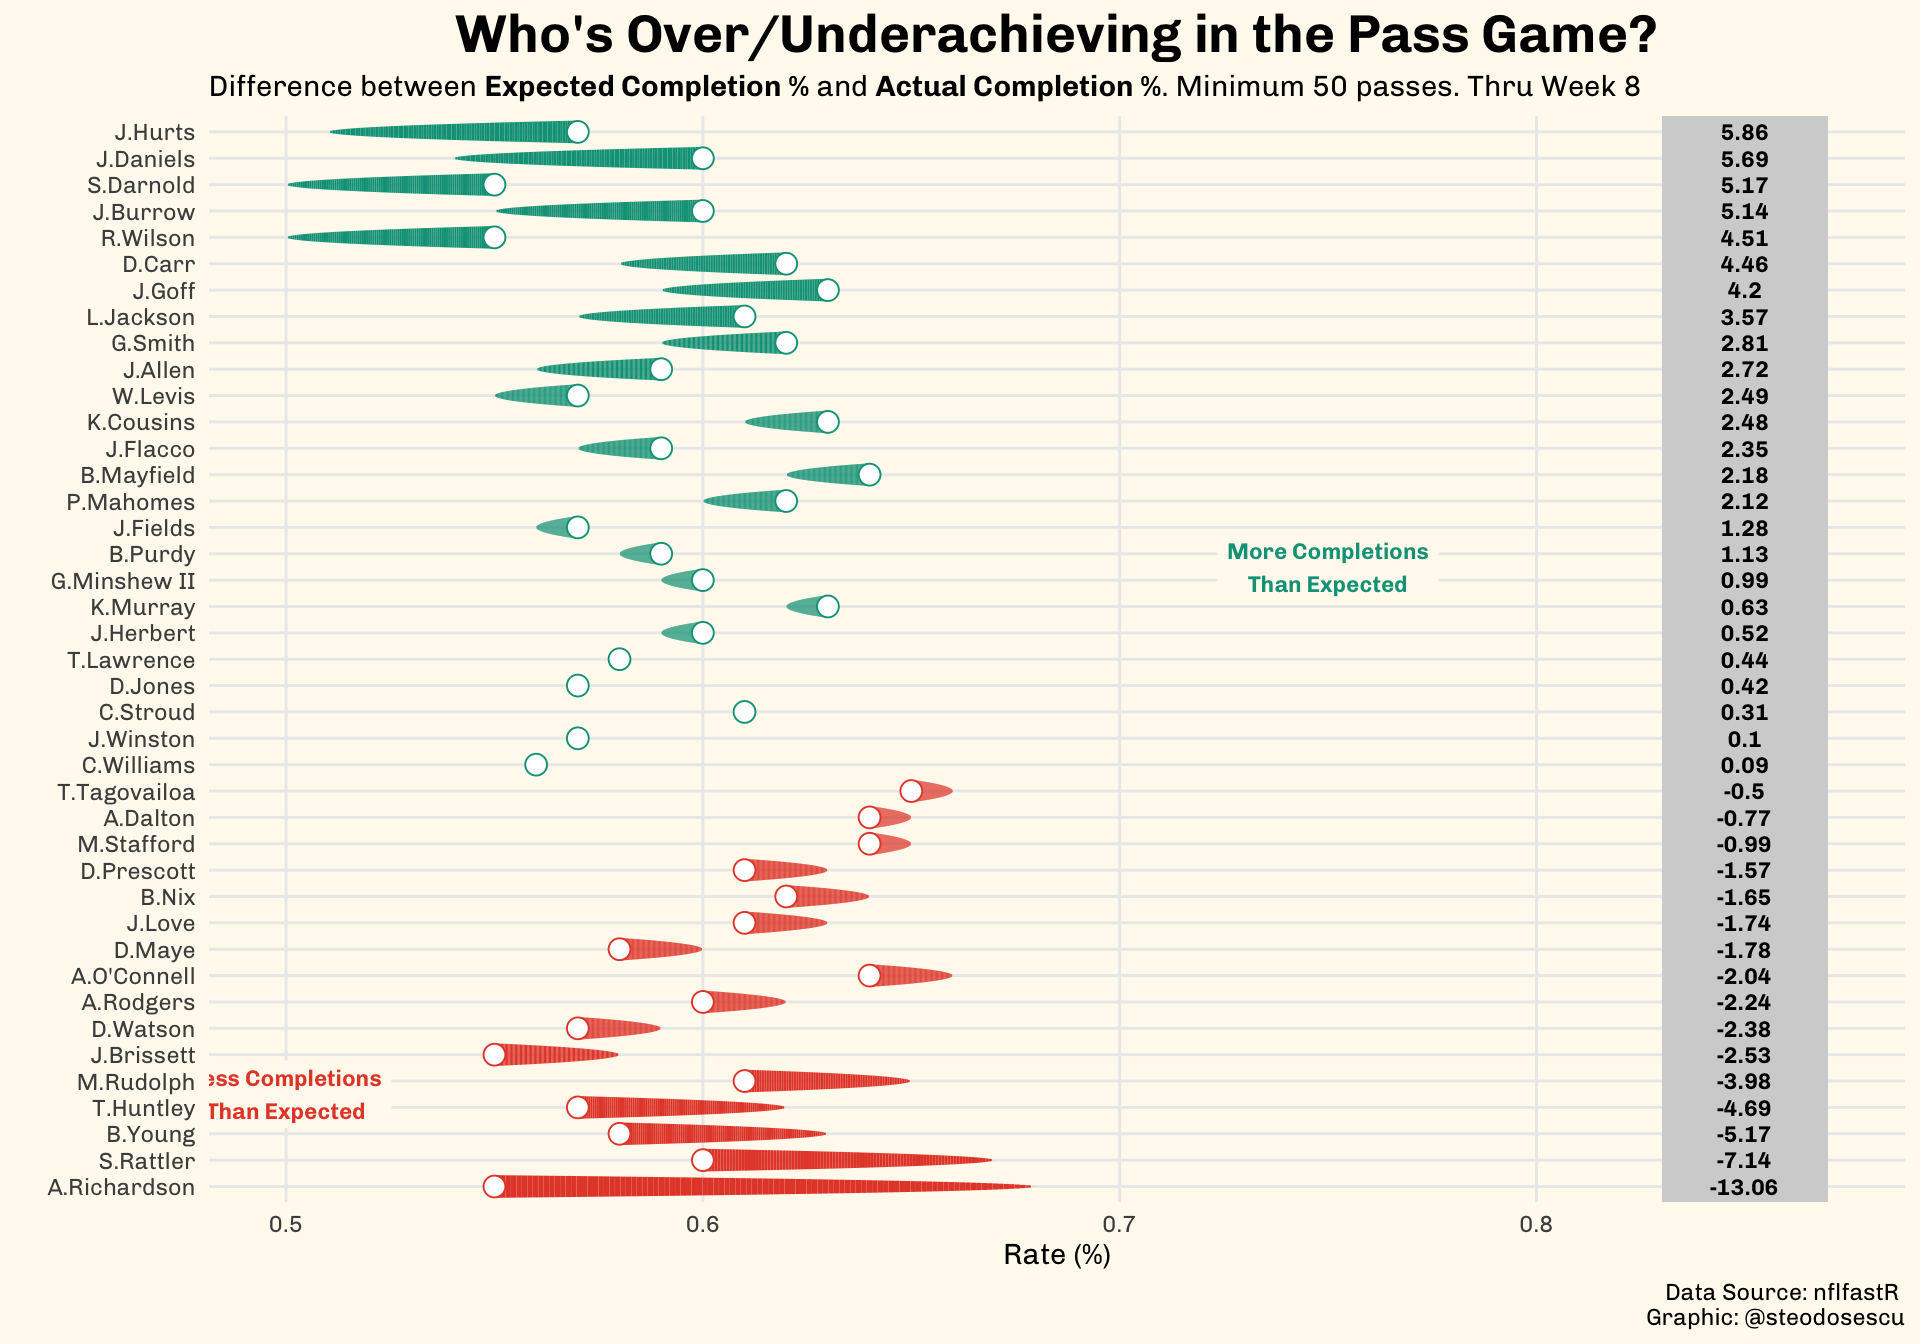 Who's Over/Underachieving in the Pass Game?
Difference between Expected Completion % and Actual Completion %. Minimum 50 passes. Thru Week 8
J.Hurts 5.86
J.Daniels 5.69
S.Darnold 5.17
J.Burrow 5.14
R.Wilson 4.51
D.Carr 4.46
J.Goff 4.2
L.Jackson 3.57
G.Smith 2.81
J.Allen 2.72
W.Levis 2.49
K.Cousins 2.48
J.Flacco 2.35
B.Mayfield 2.18
P.Mahomes 2.12
J.Fields 1.28
B.Purdy 1.13
More Completions
Than Expected
G.Minshew II 0.99
K.Murray 0.63
J.Herbert 0.52
T.Lawrence 0.44
D.Jones 0.42
C.Stroud 0.31
J.Winston 0.1
C.Williams 0.09
T.Tagovailoa -0.5
A.Dalton -0.77
M.Stafford -0.99
D.Prescott -1.57
B.Nix -1.65
J.Love -1.74
D.Maye -1.78
A.O'Connell -2.04
A.Rodgers -2.24
D.Watson -2.38
J.Brissett -2.53
M.Rudolph -3.98
ess Completions
Than Expected
T.Huntley -4.69
B.Young -5.17
S.Rattler -7.14
A.Richardson -13.06
0.5 0.6 0.7 0.8
Rate (%)
Data Source: nflfastR
Graphic: @steodosescu